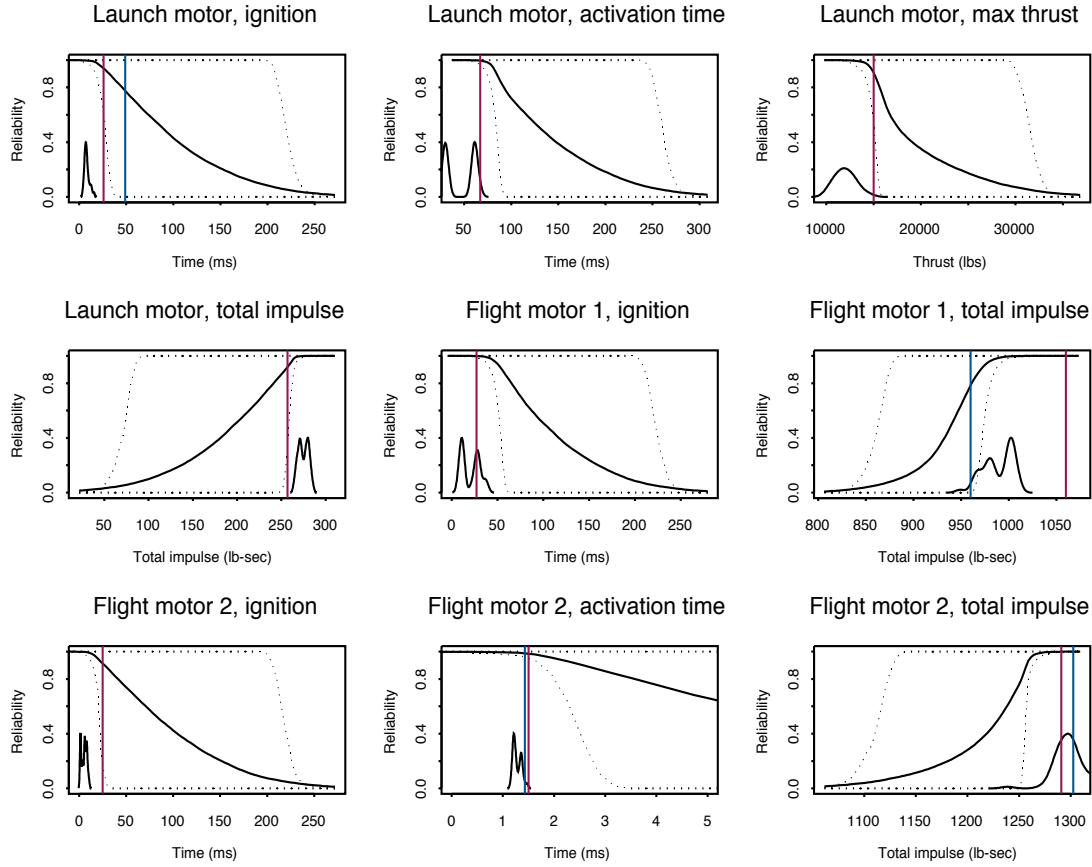 Launch motor, ignition
Reliability
0.0 0.4 0.8
0 50 100 150 200 250
Time (ms)
Launch motor, activation time
Reliability
0.0 0.4 0.8
50 100 150 200 250 300
Time (ms)
Launch motor, max thrust
Reliability
0.0 0.4 0.8
10000 20000 30000
Thrust (lbs)
Launch motor, total impulse
Reliability
0.0 0.4 0.8
50 100 150 200 250 300
Total impulse (lb-sec)
Flight motor 1, ignition
Reliability
0.0 0.4 0.8
0 50 100 150 200 250
Time (ms)
Flight motor 1, total impulse
Reliability
0.0 0.4 0.8
800 850 900 950 1000 1050
Total impulse (lb-sec)
Flight motor 2, ignition
Reliability
0.0 0.4 0.8
0 50 100 150 200 250
Time (ms)
Flight motor 2, activation time
Reliability
0.0 0.4 0.8
0 1 2 3 4 5
Time (ms)
Flight motor 2, total impulse
Reliability
0.0 0.4 0.8
1100 1200 1250 1300
Total impulse (lb-sec)